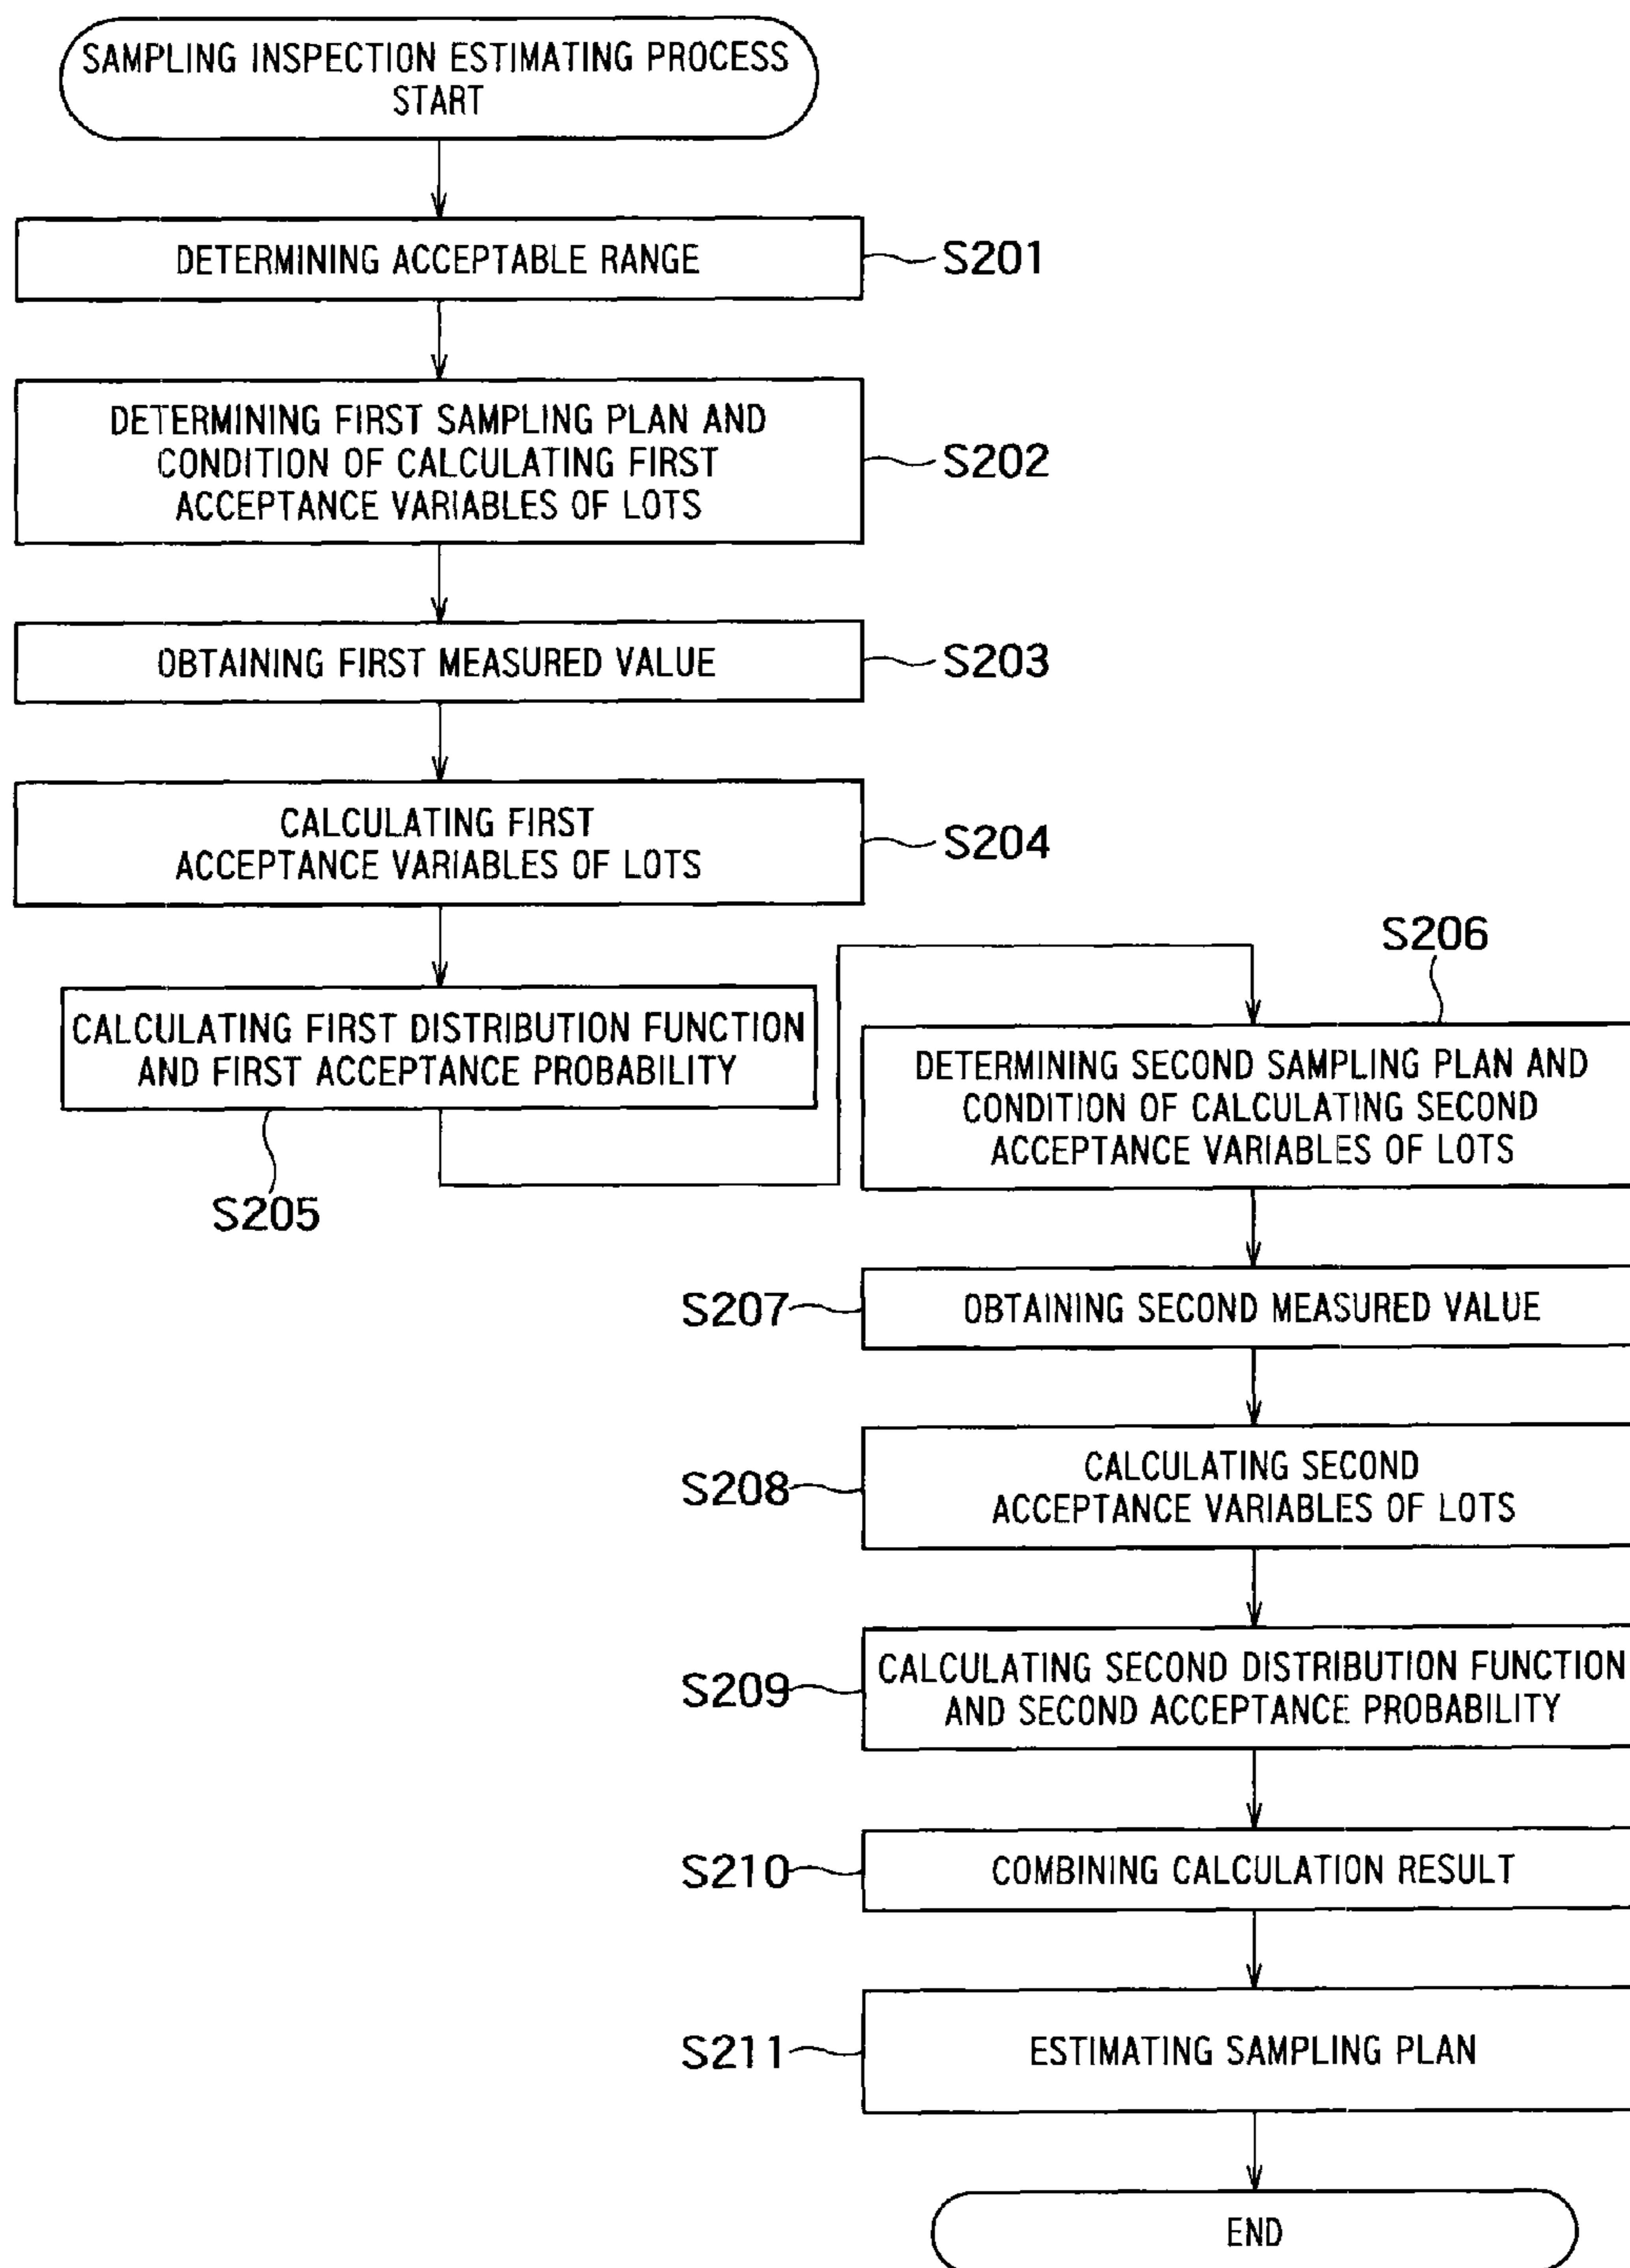 SAMPLING INSPECTION ESTIMATING PROCESS
START
DETERMINING ACCEPTABLE RANGE
S201
DETERMINING FIRST SAMPLING PLAN AND
CONDITION OF CALCULATING FIRST
ACCEPTANCE VARIABLES OF LOTS
S202
OBTAINING FIRST MEASURED VALUE
S203
CALCULATING FIRST
ACCEPTANCE VARIABLES OF LOTS
S204
CALCULATING FIRST DISTRIBUTION FUNCTION
AND FIRST ACCEPTANCE PROBABILITY
S205
S206
DETERMINING SECOND SAMPLING PLAN AND
CONDITION OF CALCULATING SECOND
ACCEPTANCE VARIABLES OF LOTS
S207
OBTAINING SECOND MEASURED VALUE
S208
CALCULATING SECOND
ACCEPTANCE VARIABLES OF LOTS
S209
CALCULATING SECOND DISTRIBUTION FUNCTION
AND SECOND ACCEPTANCE PROBABILITY
S210
COMBINING CALCULATION RESULT
S211
ESTIMATING SAMPLING PLAN
END